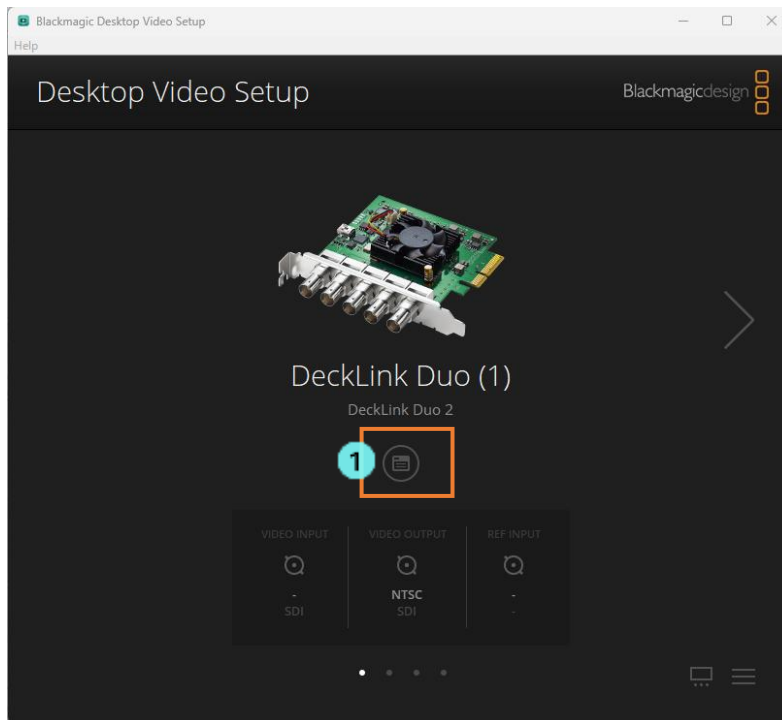 Blackmagic Desktop Video Setup
Help
Desktop Video Setup
Blackmagicdesign
DeckLink Duo (1)
DeckLink Duo 2
1
VIDEO INPUT VIDEO OUTPUT REF INPUT
- NTSC -
SDI SDI -